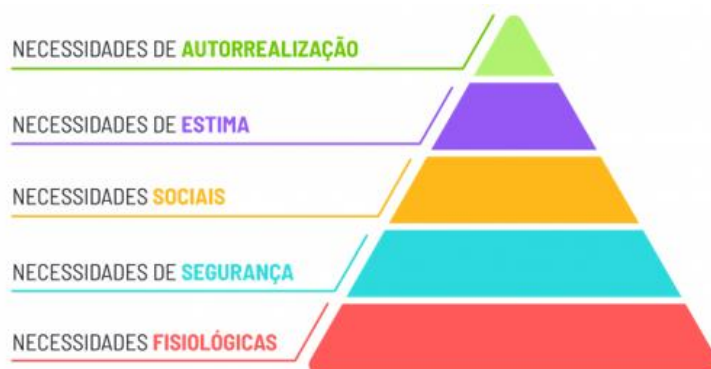 NECESSIDADES DE AUTORREALIZAÇÃO
NECESSIDADES DE ESTIMA
NECESSIDADES SOCIAIS
NECESSIDADES DE SEGURANÇA
NECESSIDADES FISIOLÓGICAS